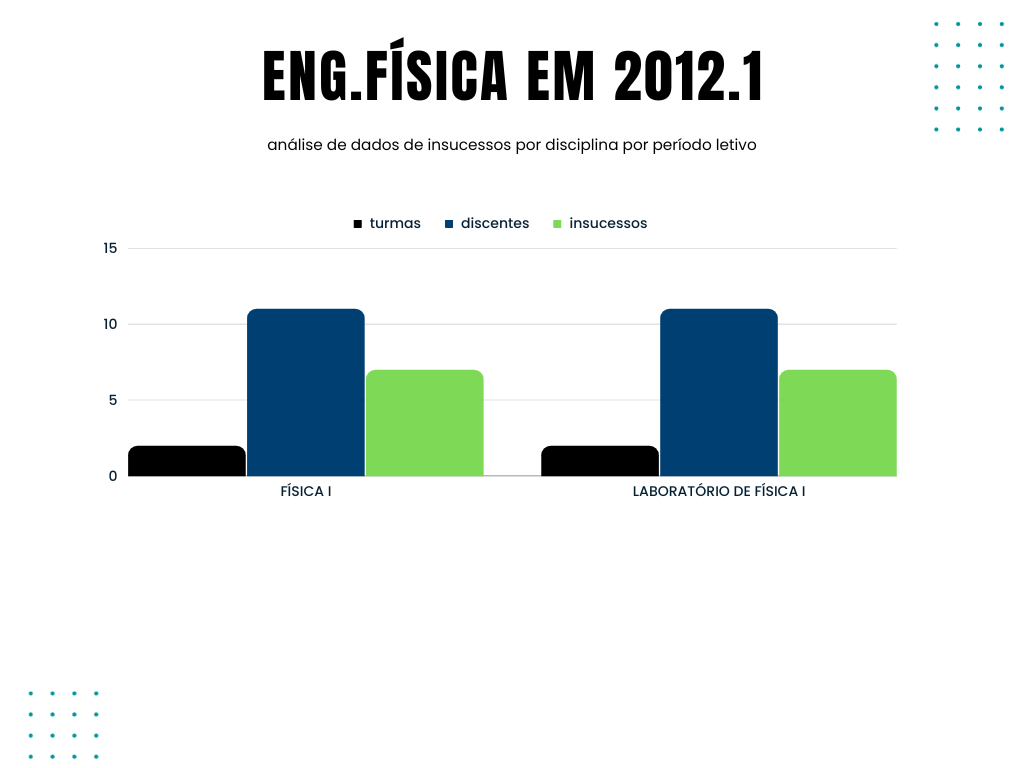 ENG.FÍSICA EM 2012.1
análise de dados de insucessos por disciplina por período letivo
turmas discentes insucessos
15
10
5
0
FÍSICA I LABORATÓRIO DE FÍSICA I